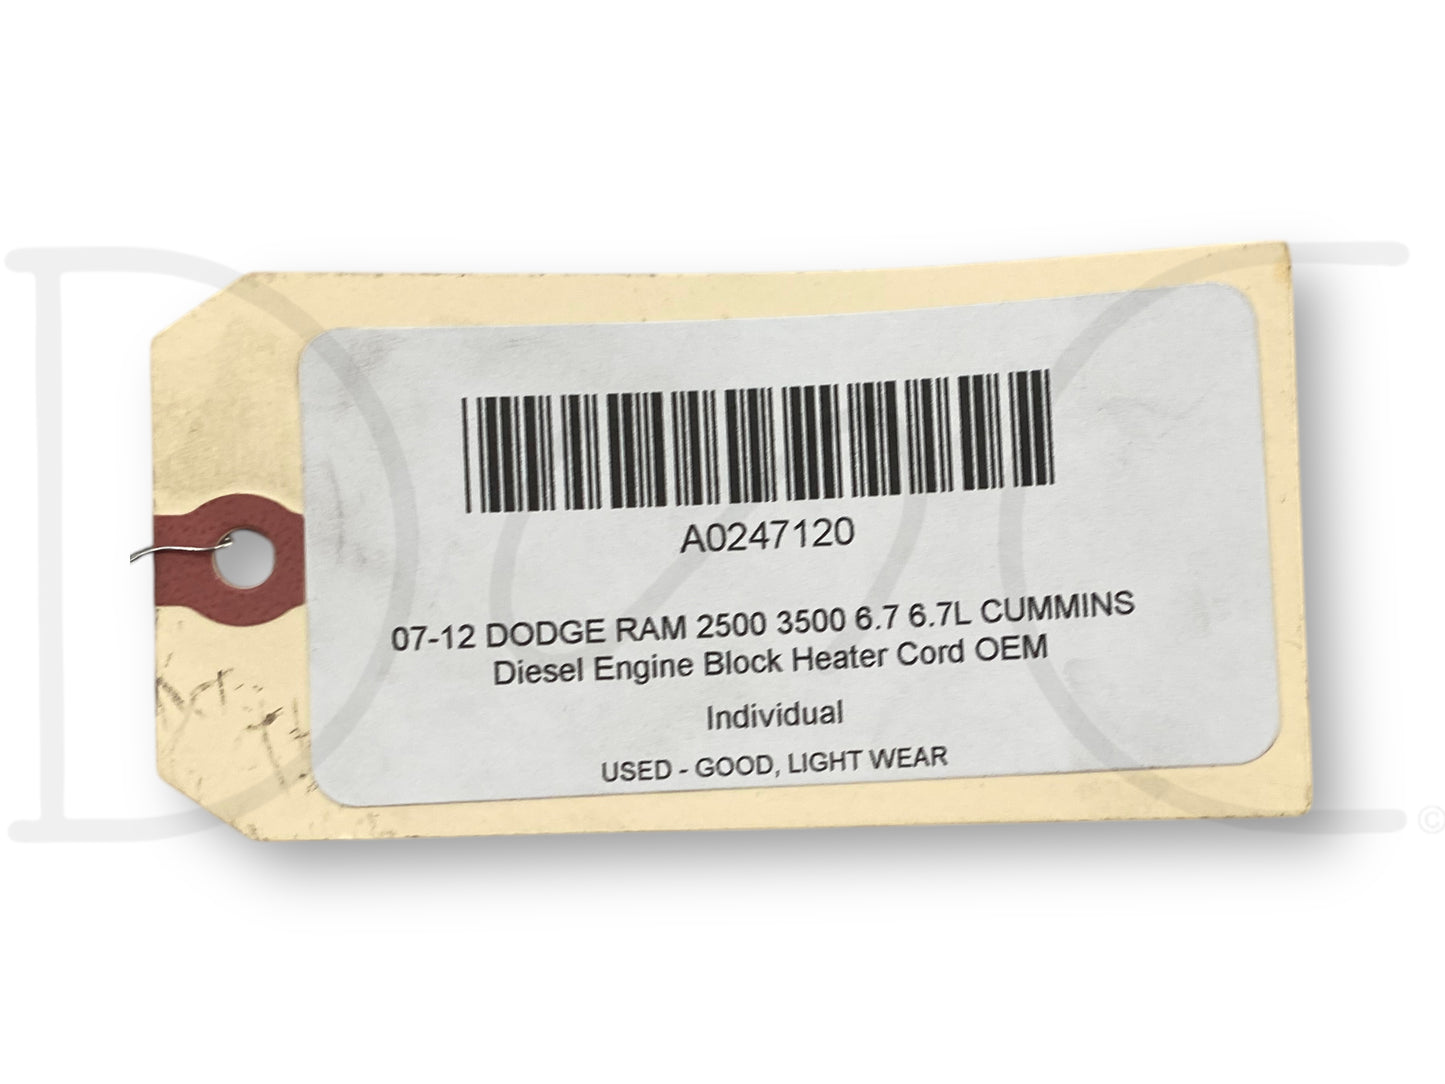 A0247120
07-12 DODGE RAM 2500 3500 6.7 6.7L CUMMINS
Diesel Engine Block Heater Cord OEM
Individual
USED - GOOD, LIGHT WEAR
©